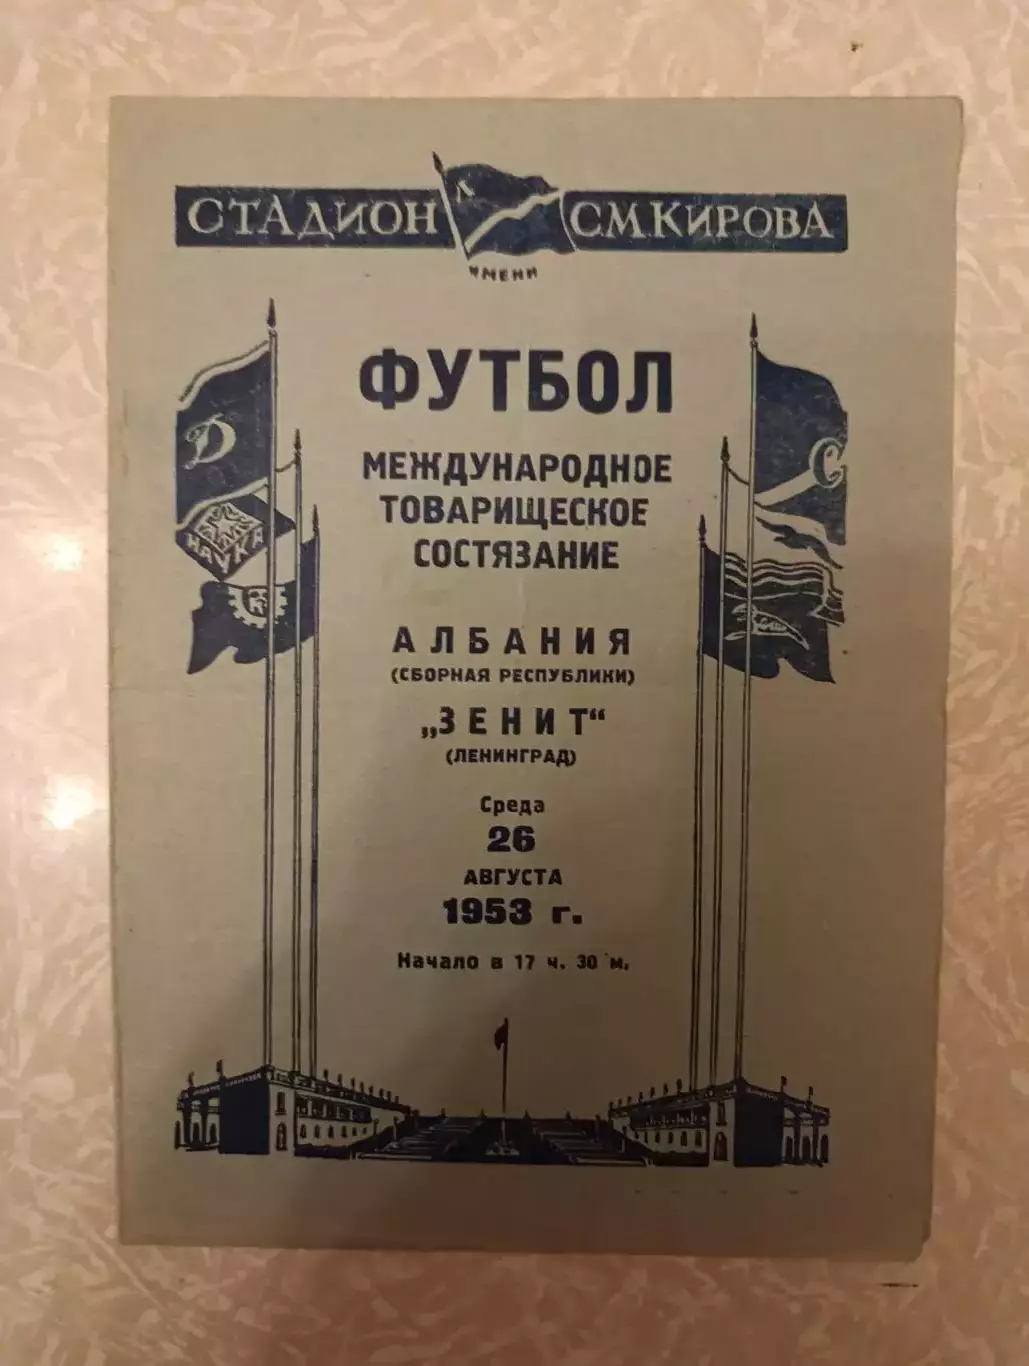 СТАДИОН
ИМЕНИ
С.М.КИРОВА
ФУТБОЛ
МЕЖДУНАРОДНОЕ
ТОВАРИЩЕСКОЕ
СОСТЯЗАНИЕ
АЛБАНИЯ
(СБОРНАЯ РЕСПУБЛИКИ)
„ЗЕНИТ“
(ЛЕНИНГРАД)
Среда
26
АВГУСТА
1953 г.
Начало в 17 ч. 30 м.
Д
НАУКА
С